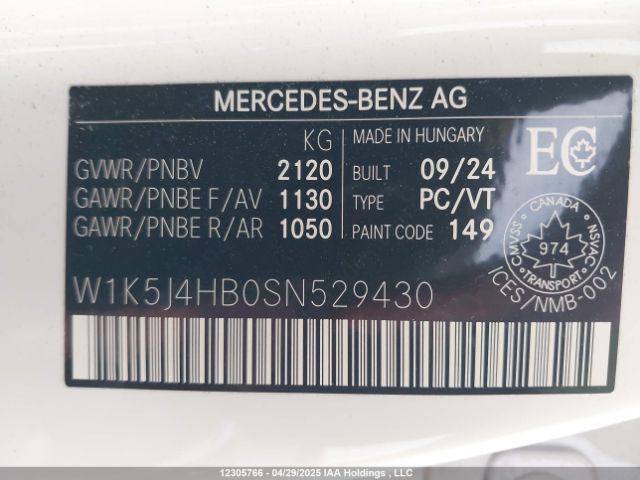 MERCEDES-BENZ AG
KG MADE IN HUNGARY
GVWR/PNBV 2120 BUILT 09/24
GAWR/PNBE F/AV 1130 TYPE PC/VT
GAWR/PNBE R/AR 1050 PAINT CODE 149
EC
CANADA
CMVSS 974 NSVAC
ICES/NMB-002
W1K5J4HB0SN529430
12305766 - 04/29/2025 IAA Holdings , LLC